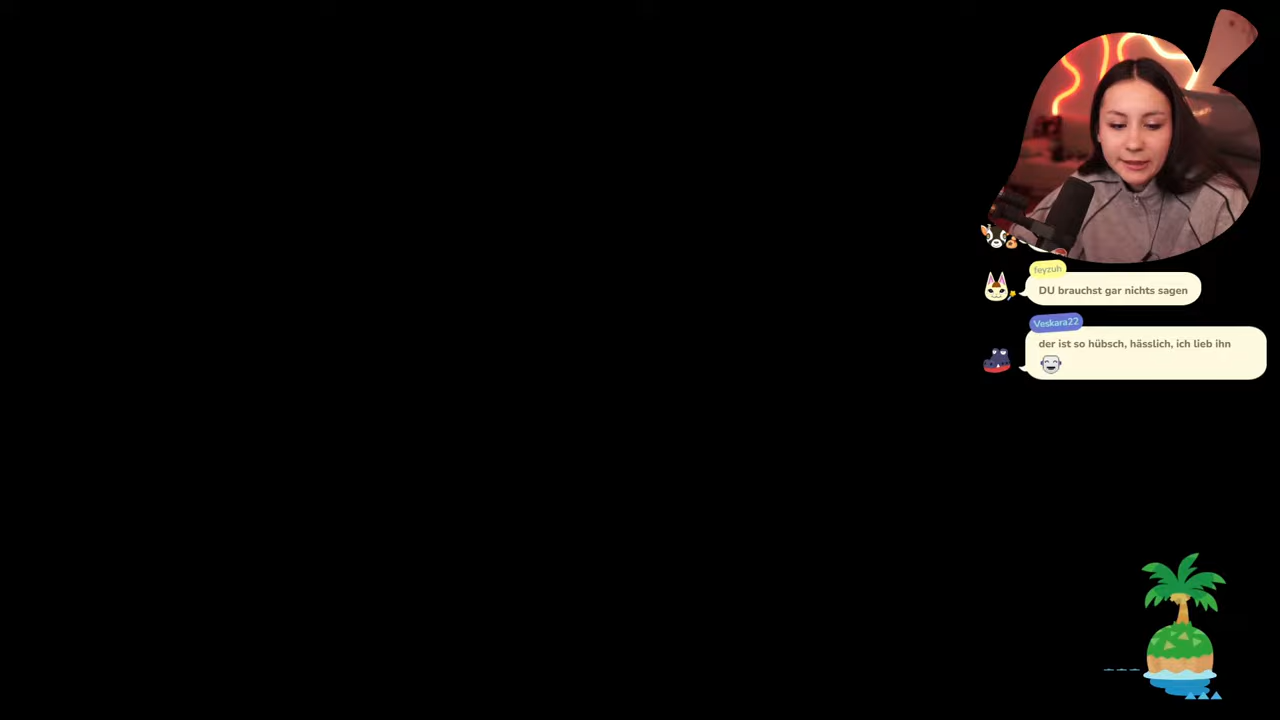 feyzuh
DU brauchst gar nichts sagen
Veskara22
der ist so hübsch, hässlich, ich lieb ihn